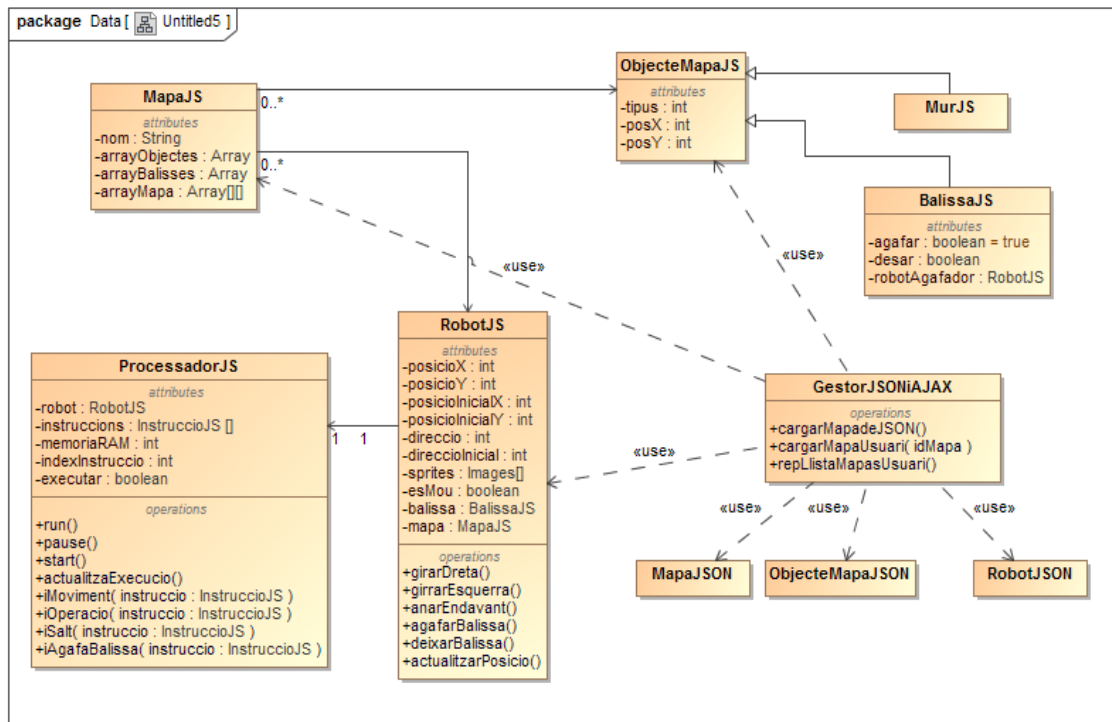 package Data [ Untitled5 ]
MapaJS
attributes
-nom : String
-arrayObjectes : Array
-arrayBalisses : Array
-arrayMapa : Array[][]
0..*
0..*
ObjecteMapaJS
attributes
-tipus : int
-posX : int
-posY : int
MurJS
BalissaJS
attributes
-agafar : boolean = true
-desar : boolean
-robotAgafador : RobotJS
«use»
«use»
ProcessadorJS
attributes
-robot : RobotJS
-instruccions : InstruccioJS []
-memoriaRAM : int
-indexInstruccio : int
-executar : boolean
operations
+run()
+pause()
+start()
+actualitzaExecucio()
+iMoviment( instruccio : InstruccioJS )
+iOperacio( instruccio : InstruccioJS )
+iSalt( instruccio : InstruccioJS )
+iAgafaBalissa( instruccio : InstruccioJS )
1 1
RobotJS
attributes
-posicioX : int
-posicioY : int
-posicioInicialX : int
-posicioInicialY : int
-direccio : int
-direccioInicial : int
-sprites : Images[]
-esMou : boolean
-balissa : BalissaJS
-mapa : MapaJS
operations
+girarDreta()
+girrarEsquerra()
+anarEndavant()
+agafarBalissa()
+deixarBalissa()
+actualitzarPosicio()
GestorJSONiAJAX
operations
+cargarMapadeJSON()
+cargarMapaUsuari( idMapa )
+repLlistaMapasUsuari()
«use»
«use»
«use»
«use»
MapaJSON
ObjecteMapaJSON
RobotJSON